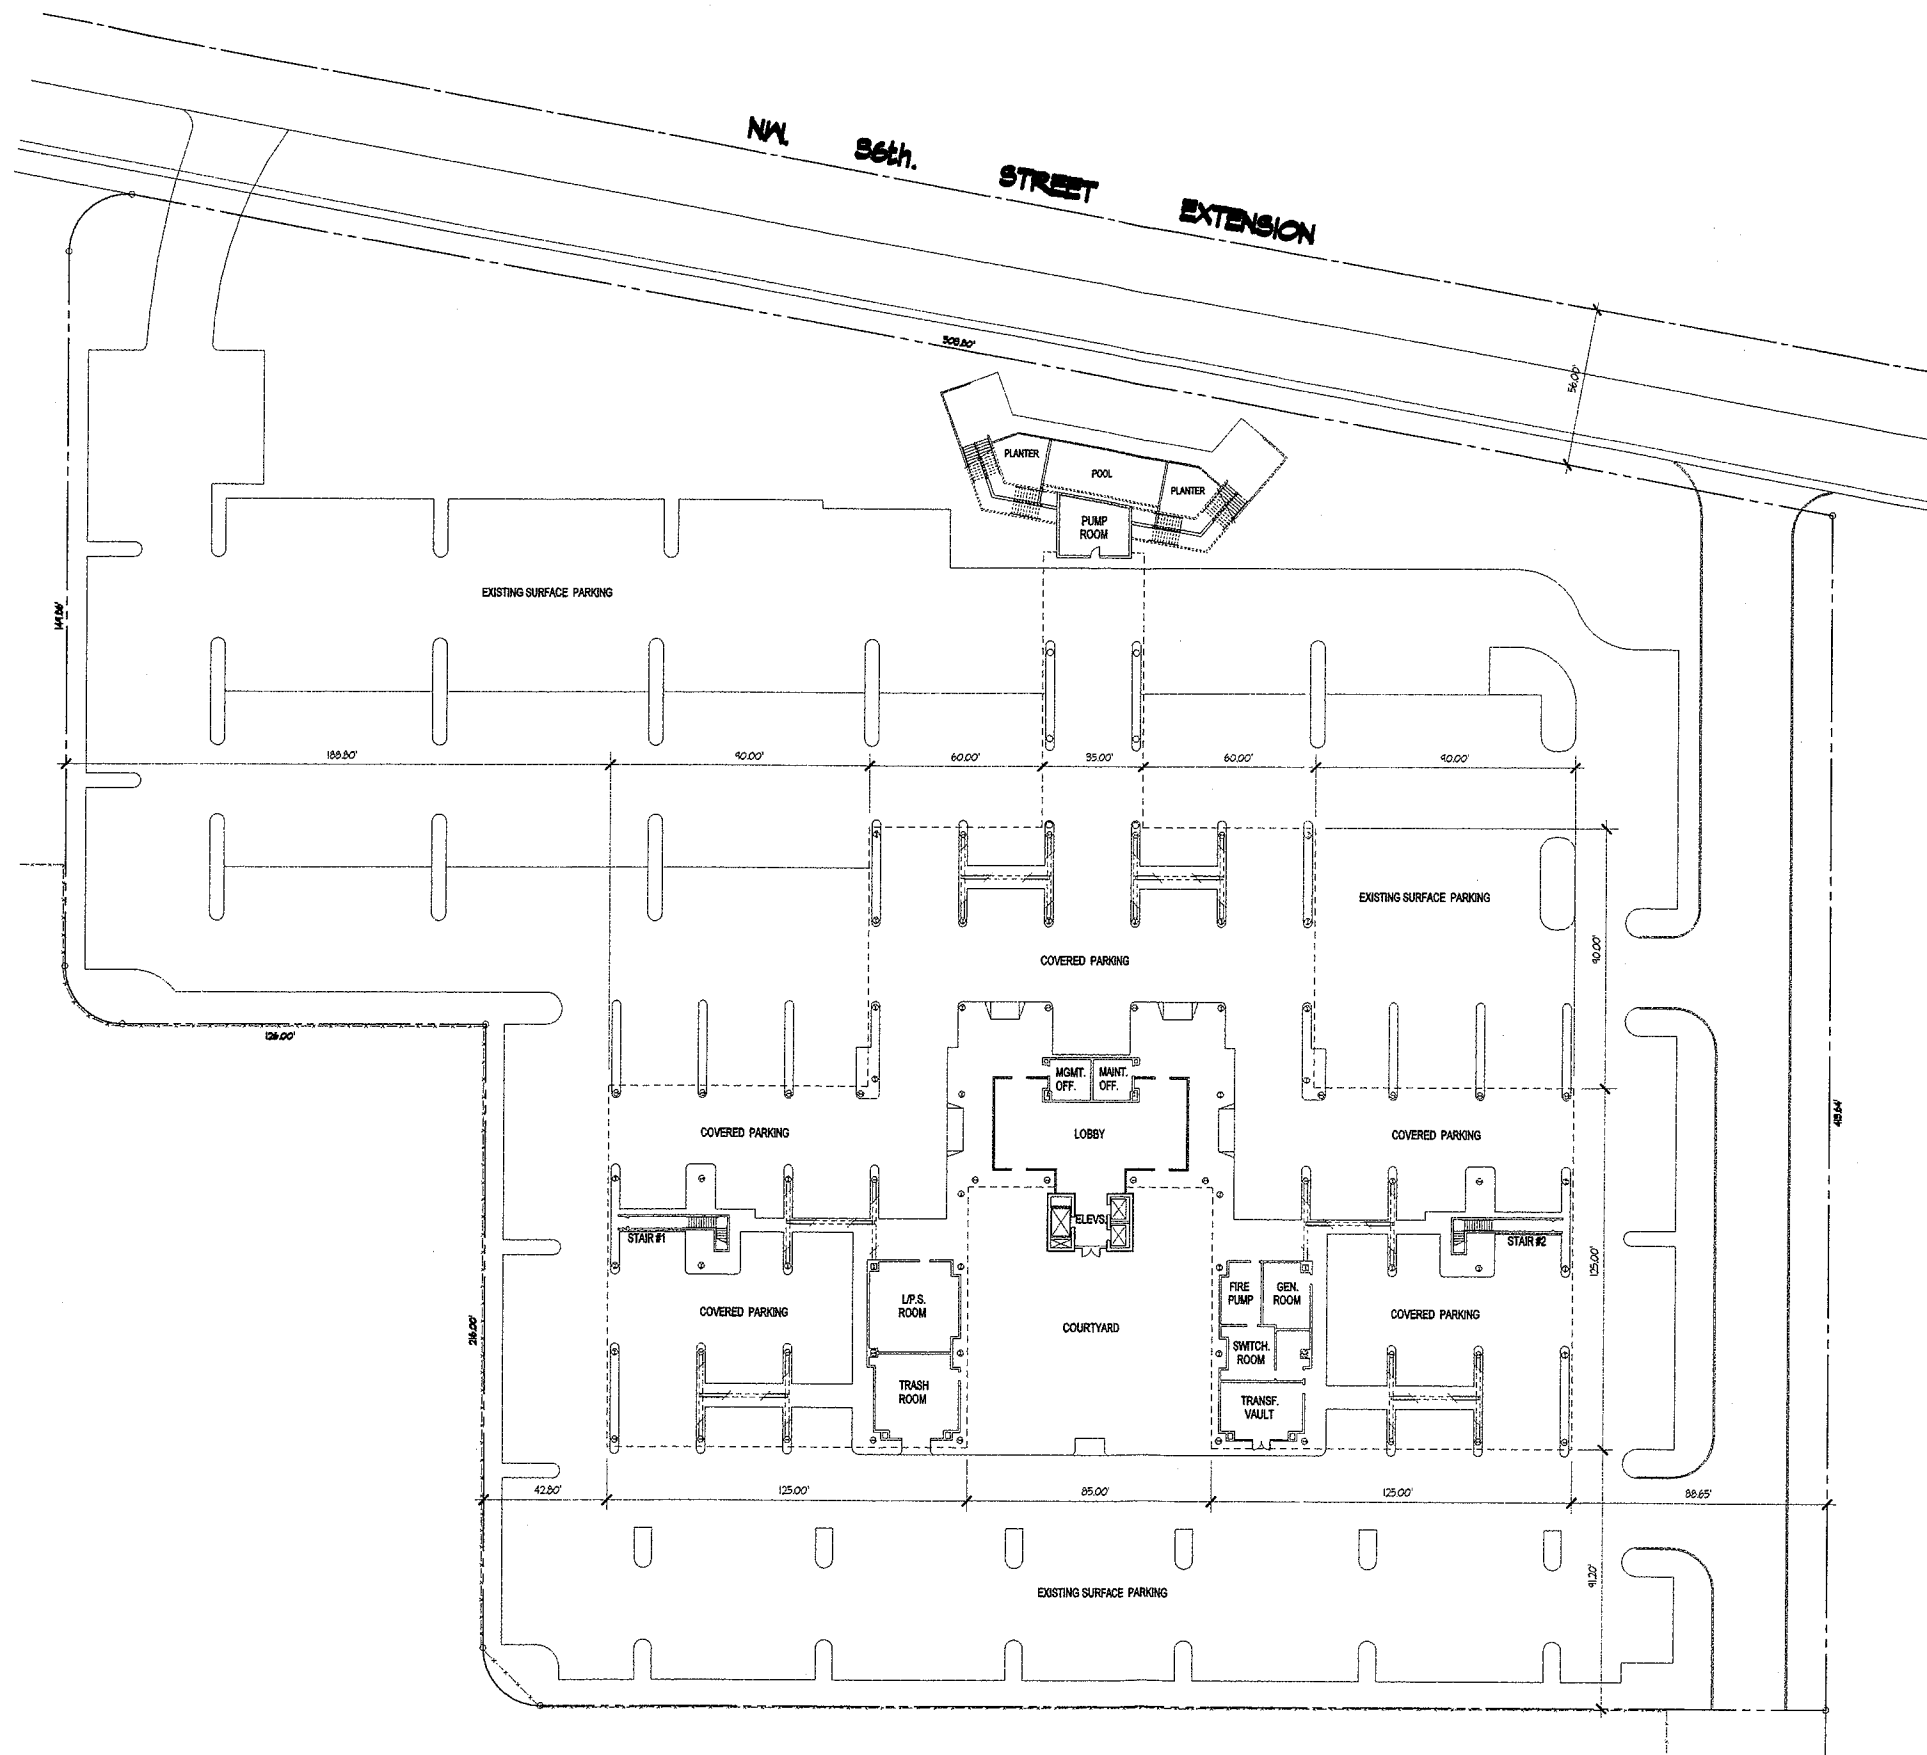 NW. 36th. STREET EXTENSION
508.80'
56.00'
PLANTER
POOL
PLANTER
PUMP
ROOM
EXISTING SURFACE PARKING
188.80'
90.00'
60.00'
35.00'
60.00'
90.00'
EXISTING SURFACE PARKING
90.00'
COVERED PARKING
126.00'
MGMT.
OFF.
MAINT.
OFF.
LOBBY
COVERED PARKING
COVERED PARKING
ELEVS.
STAIR #1
STAIR #2
125.00'
FIRE
PUMP
GEN.
ROOM
L/P.S.
ROOM
COVERED PARKING
COURTYARD
COVERED PARKING
216.00'
SWITCH.
ROOM
TRASH
ROOM
TRANSF.
VAULT
42.80'
125.00'
85.00'
125.00'
88.65'
91.20'
EXISTING SURFACE PARKING